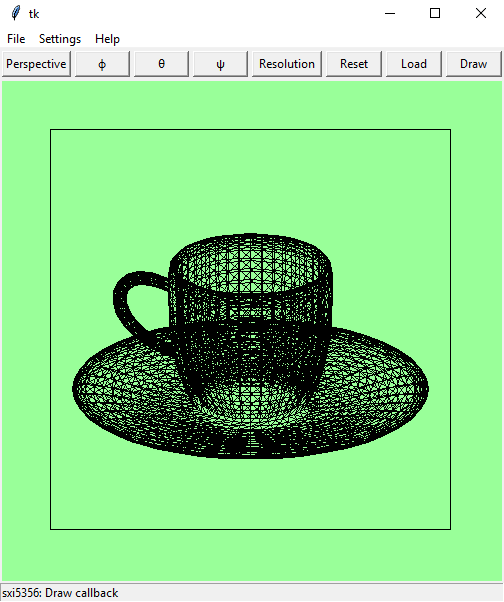 tk
File Settings Help
Perspective ϕ θ ψ Resolution Reset Load Draw
sxi5356: Draw callback